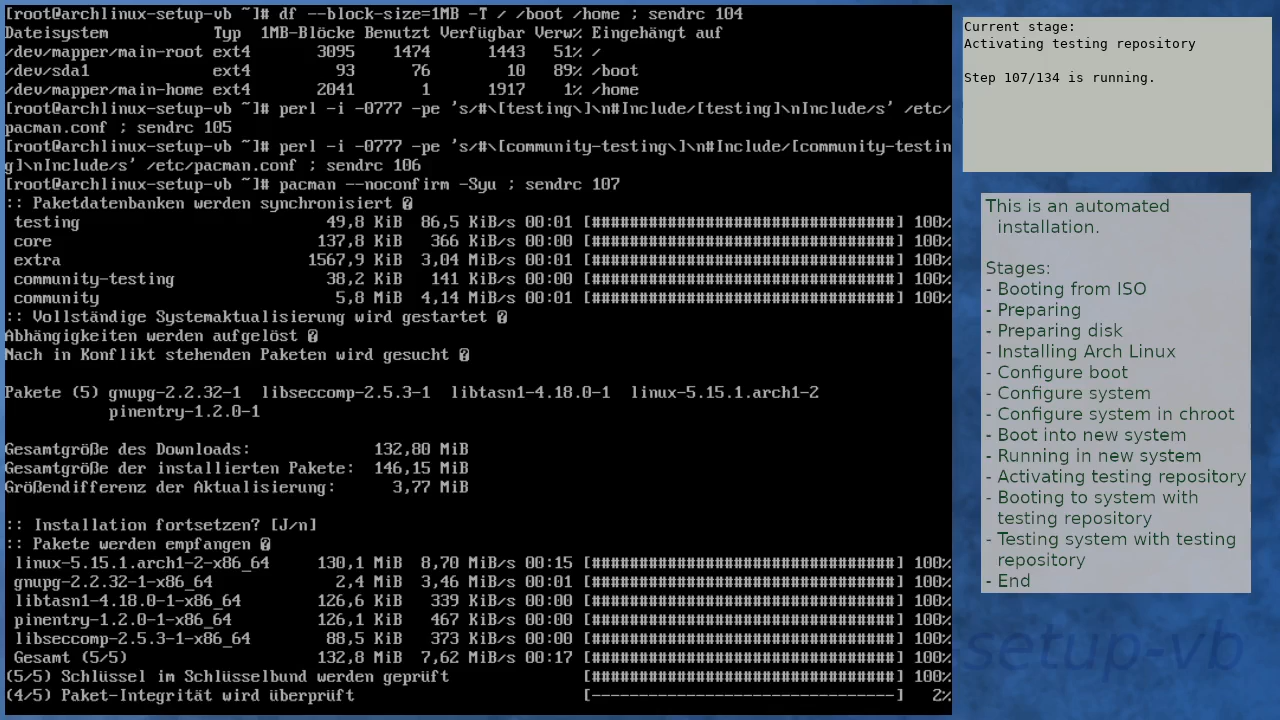 [root@archlinux-setup-vb ~]# df --block-size=1MB -T / /boot /home ; sendrc 104
Dateisystem           Typ  1MB-Blöcke Benutzt Verfügbar Verw% Eingehängt auf
/dev/mapper/main-root ext4       3095    1474      1443   51% /
/dev/sda1             ext4         93      76        10   89% /boot
/dev/mapper/main-home ext4       2041       1      1917    1% /home
[root@archlinux-setup-vb ~]# perl -i -0777 -pe 's/#\[testing\]\n#Include/[testing]\nInclude/s' /etc/
pacman.conf ; sendrc 105
[root@archlinux-setup-vb ~]# perl -i -0777 -pe 's/#\[community-testing\]\n#Include/[community-testin
g]\nInclude/s' /etc/pacman.conf ; sendrc 106
[root@archlinux-setup-vb ~]# pacman --noconfirm -Syu ; sendrc 107
:: Paketdatenbanken werden synchronisiert �
 testing                          49,8 KiB  86,5 KiB/s 00:01 [################################] 100%
 core                            137,8 KiB   366 KiB/s 00:00 [################################] 100%
 extra                          1567,9 KiB  3,04 MiB/s 00:01 [################################] 100%
 community-testing                38,2 KiB   141 KiB/s 00:00 [################################] 100%
 community                         5,8 MiB  4,14 MiB/s 00:01 [################################] 100%
:: Vollständige Systemaktualisierung wird gestartet �
Abhängigkeiten werden aufgelöst �
Nach in Konflikt stehenden Paketen wird gesucht �
Pakete (5) gnupg-2.2.32-1  libseccomp-2.5.3-1  libtasn1-4.18.0-1  linux-5.15.1.arch1-2
           pinentry-1.2.0-1
Gesamtgröße des Downloads:             132,80 MiB
Gesamtgröße der installierten Pakete:  146,15 MiB
Größendifferenz der Aktualisierung:      3,77 MiB
:: Installation fortsetzen? [J/n]
:: Pakete werden empfangen �
 linux-5.15.1.arch1-2-x86_64     130,1 MiB  8,70 MiB/s 00:15 [################################] 100%
 gnupg-2.2.32-1-x86_64             2,4 MiB  3,46 MiB/s 00:01 [################################] 100%
 libtasn1-4.18.0-1-x86_64        126,6 KiB   339 KiB/s 00:00 [################################] 100%
 pinentry-1.2.0-1-x86_64         126,1 KiB   467 KiB/s 00:00 [################################] 100%
 libseccomp-2.5.3-1-x86_64        88,5 KiB   373 KiB/s 00:00 [################################] 100%
 Gesamt (5/5)                    132,8 MiB  7,62 MiB/s 00:17 [################################] 100%
(5/5) Schlüssel im Schlüsselbund werden geprüft              [################################] 100%
(4/5) Paket-Integrität wird überprüft                        [--------------------------------]   2%
Current stage:
Activating testing repository
Step 107/134 is running.
This is an automated
installation.
Stages:
- Booting from ISO
- Preparing
- Preparing disk
- Installing Arch Linux
- Configure boot
- Configure system
- Configure system in chroot
- Boot into new system
- Running in new system
- Activating testing repository
- Booting to system with
testing repository
- Testing system with testing
repository
- End
setup-vb